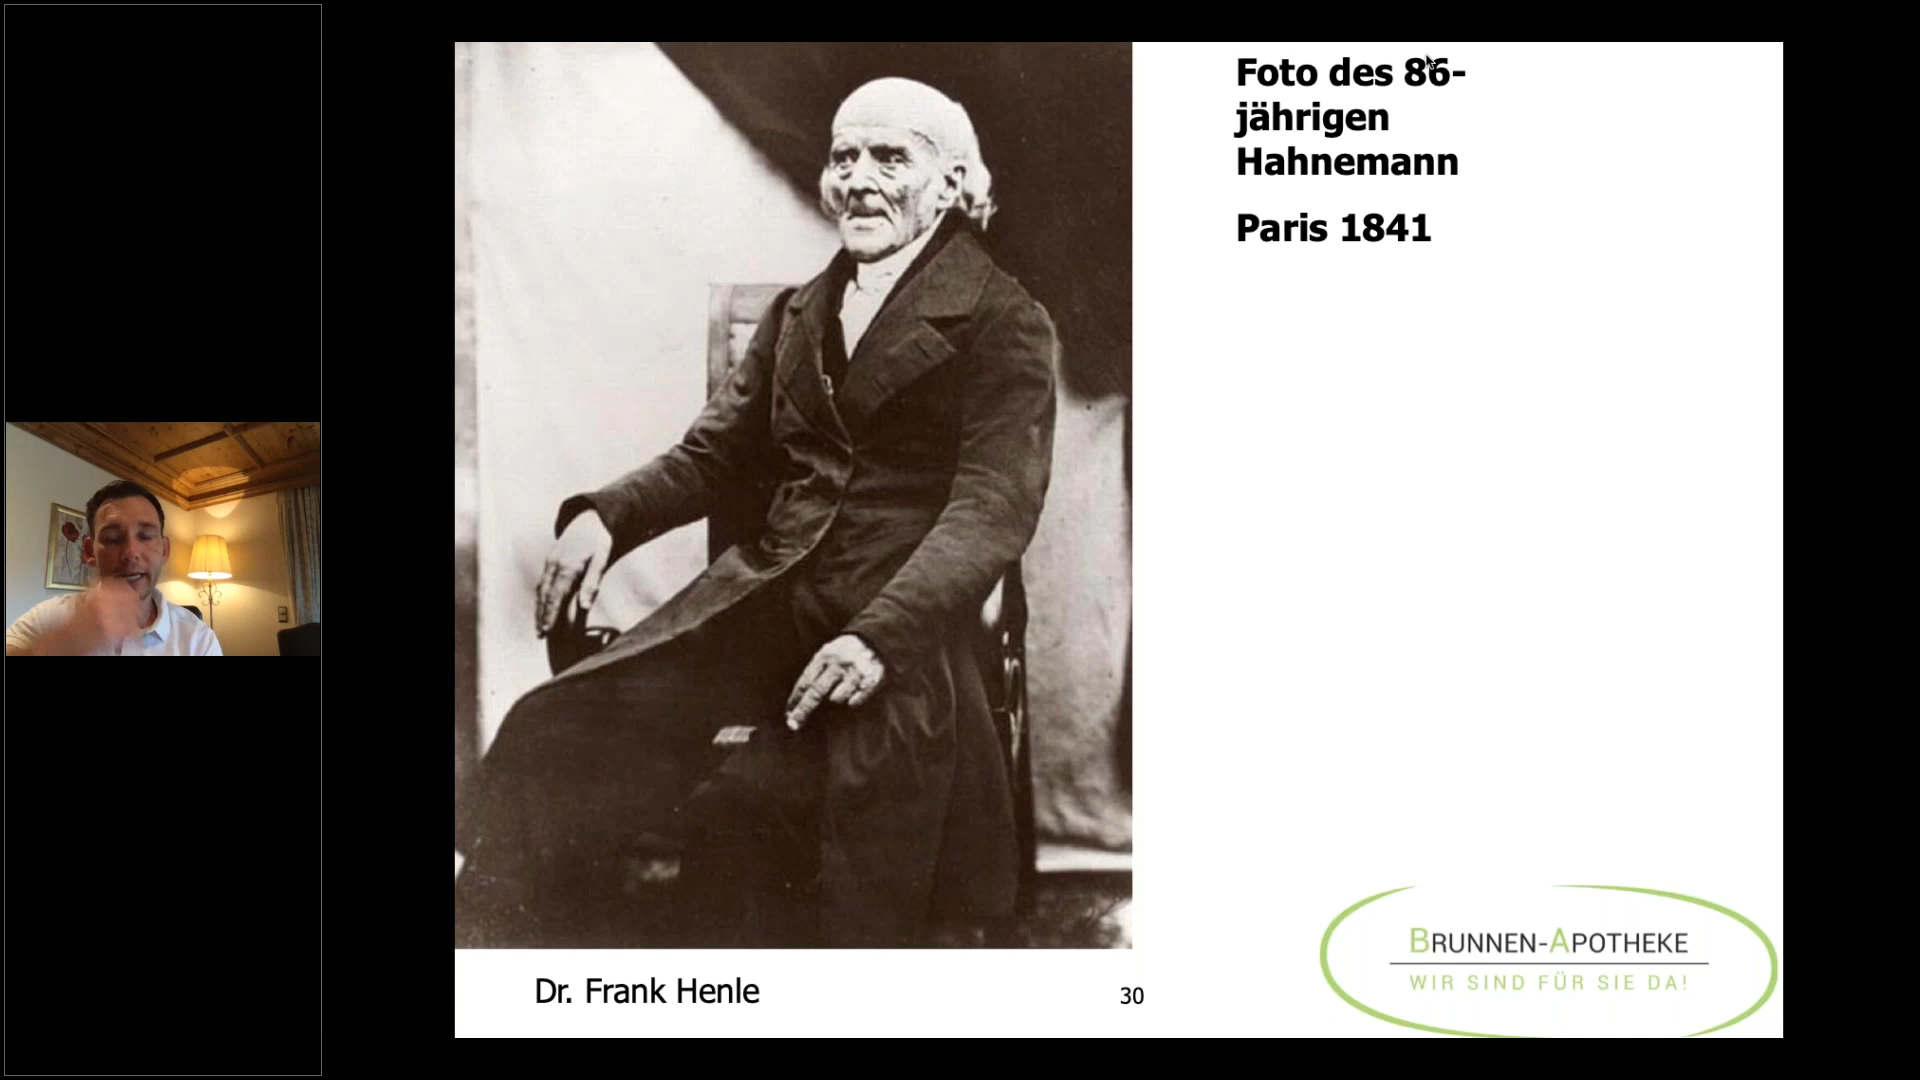 Foto des 86-
jährigen
Hahnemann
Paris 1841
Dr. Frank Henle
30
BRUNNEN-APOTHEKE
WIR SIND FÜR SIE DA!